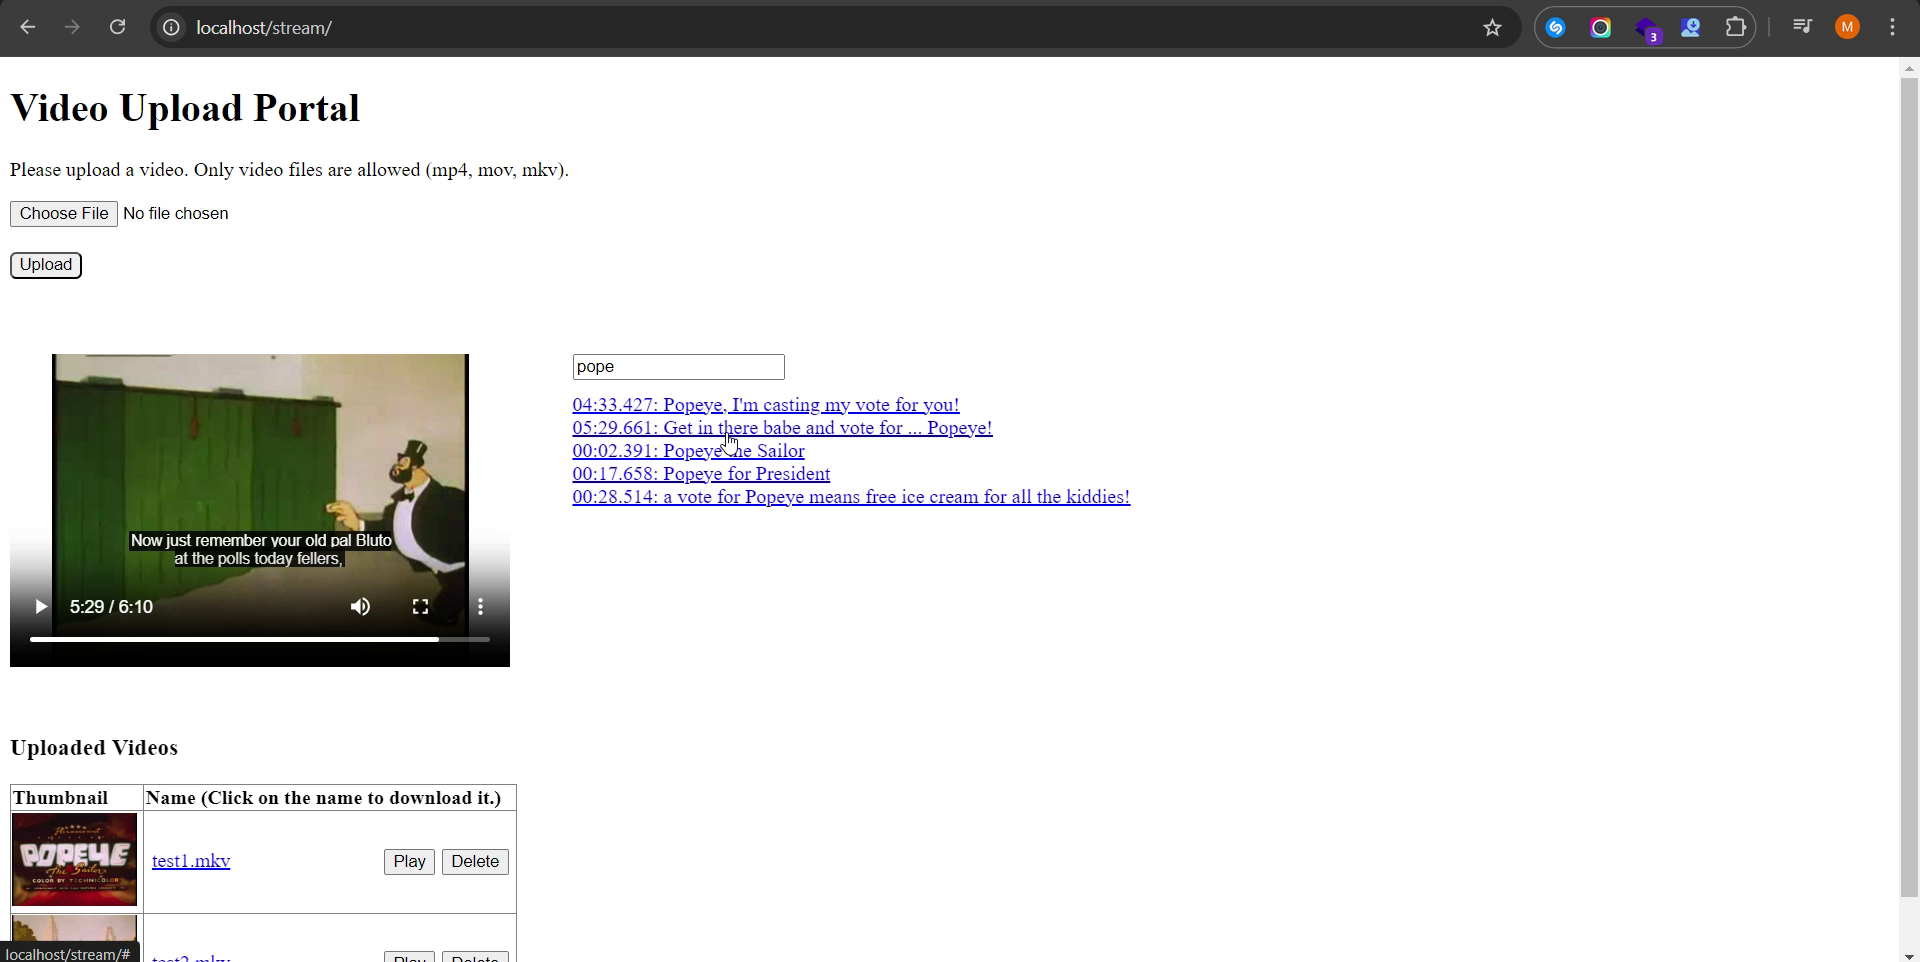 localhost/stream/
3
M
Video Upload Portal
Please upload a video. Only video files are allowed (mp4, mov, mkv).
Choose File No file chosen
Upload
pope
04:33.427: Popeye, I'm casting my vote for you!
05:29.661: Get in there babe and vote for ... Popeye!
00:02.391: Popeye the Sailor
00:17.658: Popeye for President
00:28.514: a vote for Popeye means free ice cream for all the kiddies!
Now just remember your old pal Bluto
at the polls today fellers,
5:29 / 6:10
Uploaded Videos
Thumbnail Name (Click on the name to download it.)
Paramount
POPEYE
The Sailor
COLOR BY TECHNICOLOR
test1.mkv Play Delete
test2.mkv Play Delete
localhost/stream/#